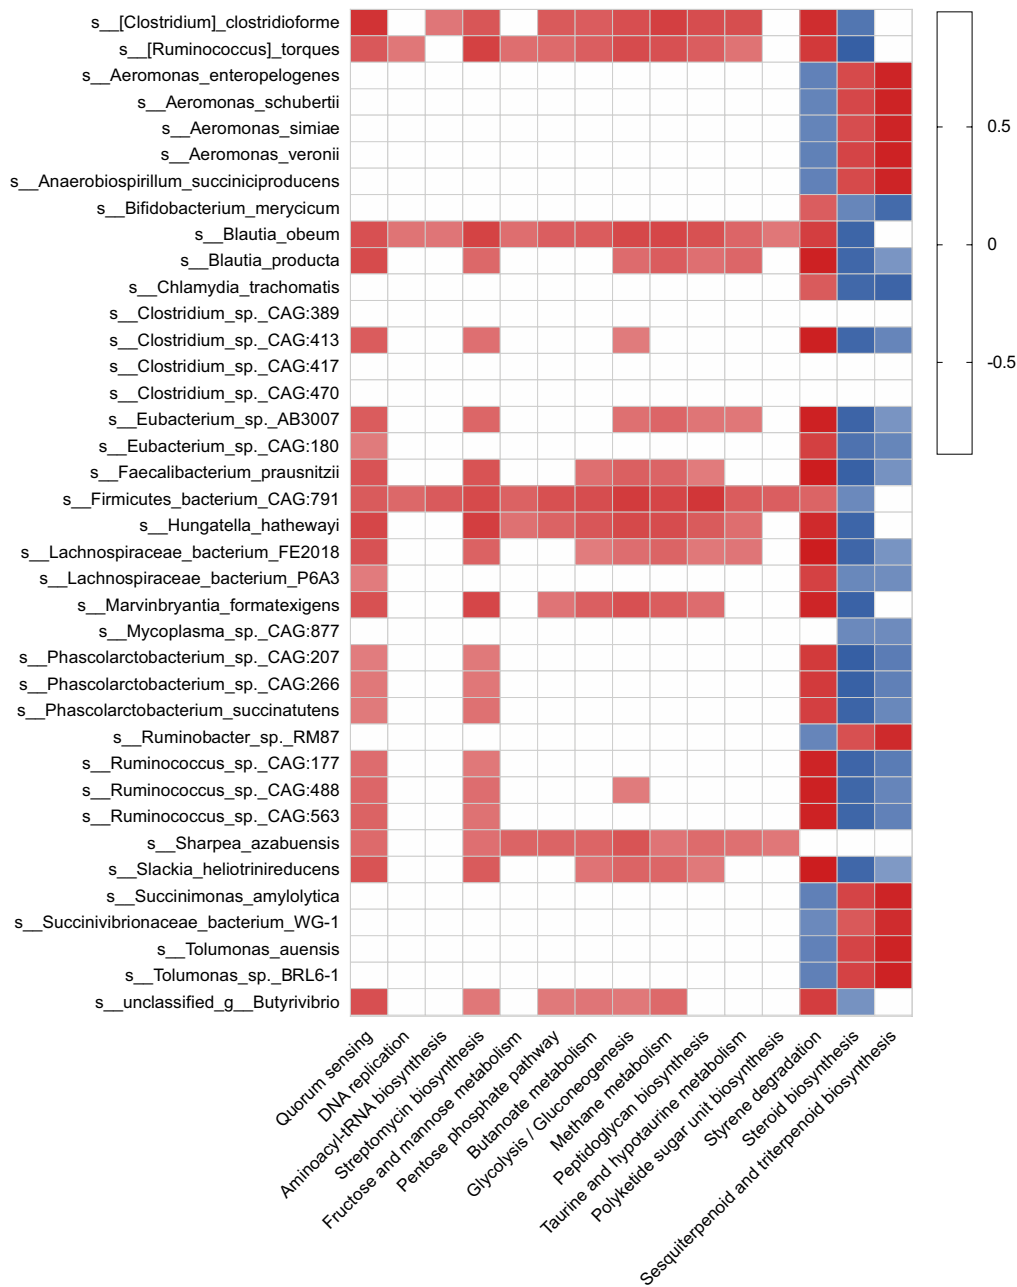 s__[Clostridium]_clostridioforme
s__[Ruminococcus]_torques
s__Aeromonas_enteropelogenes
s__Aeromonas_schubertii
s__Aeromonas_simiae
s__Aeromonas_veronii
s__Anaerobiospirillum_succiniciproducens
s__Bifidobacterium_merycicum
s__Blautia_obeum
s__Blautia_producta
s__Chlamydia_trachomatis
s__Clostridium_sp._CAG:389
s__Clostridium_sp._CAG:413
s__Clostridium_sp._CAG:417
s__Clostridium_sp._CAG:470
s__Eubacterium_sp._AB3007
s__Eubacterium_sp._CAG:180
s__Faecalibacterium_prausnitzii
s__Firmicutes_bacterium_CAG:791
s__Hungatella_hathewayi
s__Lachnospiraceae_bacterium_FE2018
s__Lachnospiraceae_bacterium_P6A3
s__Marvinbryantia_formatexigens
s__Mycoplasma_sp._CAG:877
s__Phascolarctobacterium_sp._CAG:207
s__Phascolarctobacterium_sp._CAG:266
s__Phascolarctobacterium_succinatutens
s__Ruminobacter_sp._RM87
s__Ruminococcus_sp._CAG:177
s__Ruminococcus_sp._CAG:488
s__Ruminococcus_sp._CAG:563
s__Sharpea_azabuensis
s__Slackia_heliotrinireducens
s__Succinimonas_amylolytica
s__Succinivibrionaceae_bacterium_WG-1
s__Tolumonas_auensis
s__Tolumonas_sp._BRL6-1
s__unclassified_g__Butyrivibrio
0.5
0
-0.5
Quorum sensing
DNA replication
Aminoacyl-tRNA biosynthesis
Streptomycin biosynthesis
Fructose and mannose metabolism
Pentose phosphate pathway
Butanoate metabolism
Glycolysis / Gluconeogenesis
Methane metabolism
Peptidoglycan biosynthesis
Taurine and hypotaurine metabolism
Polyketide sugar unit biosynthesis
Styrene degradation
Steroid biosynthesis
Sesquiterpenoid and triterpenoid biosynthesis